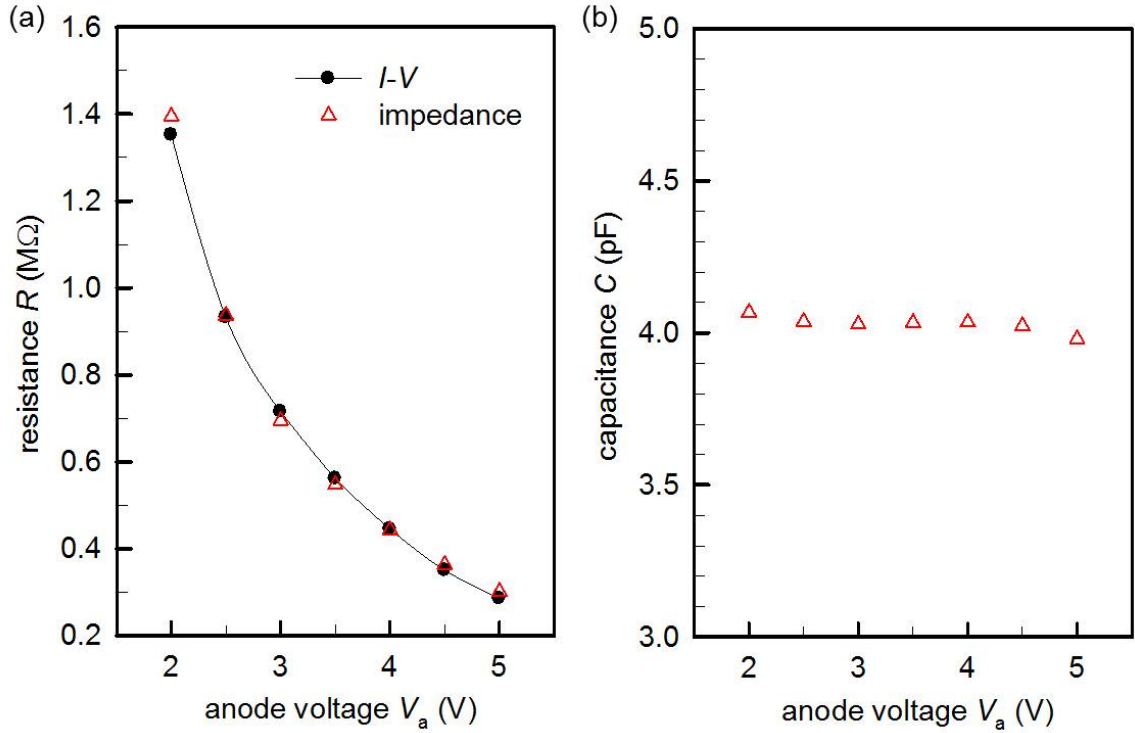 (a)
1.6
1.4
1.2
1.0
0.8
0.6
0.4
0.2
resistance R (MΩ)
I-V
impedance
2 3 4 5
anode voltage Va (V)
(b)
5.0
4.5
4.0
3.5
3.0
capacitance C (pF)
2 3 4 5
anode voltage Va (V)